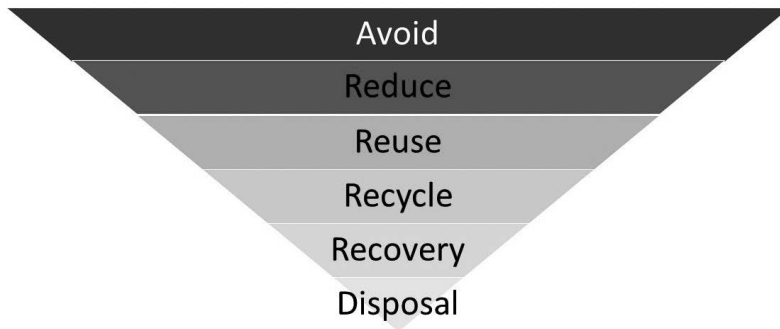 Avoid
Reduce
Reuse
Recycle
Recovery
Disposal